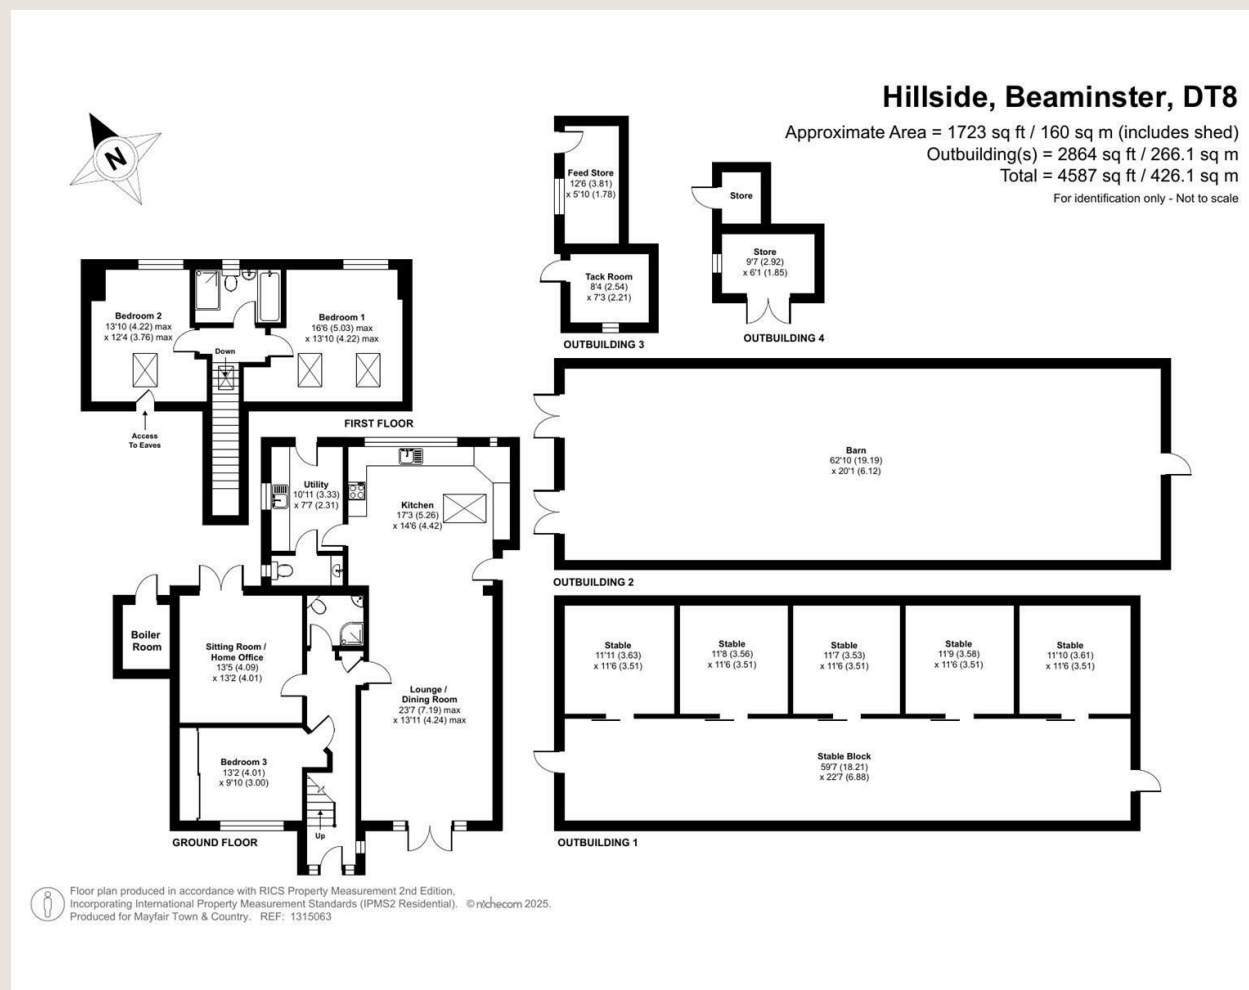 Hillside, Beaminster, DT8
Approximate Area = 1723 sq ft / 160 sq m (includes shed)
Outbuilding(s) = 2864 sq ft / 266.1 sq m
Total = 4587 sq ft / 426.1 sq m
For identification only - Not to scale
N
Feed Store
12'6 (3.81)
x 5'10 (1.78)
Tack Room
8'4 (2.54)
x 7'3 (2.21)
OUTBUILDING 3
Store
Store
9'7 (2.92)
x 6'1 (1.85)
OUTBUILDING 4
Bedroom 2
13'10 (4.22) max
x 12'4 (3.76) max
Bedroom 1
16'6 (5.03) max
x 13'10 (4.22) max
Down
Access
To Eaves
FIRST FLOOR
Barn
62'10 (19.19)
x 20'1 (6.12)
OUTBUILDING 2
Utility
10'11 (3.33)
x 7'7 (2.31)
Kitchen
17'3 (5.26)
x 14'6 (4.42)
Boiler
Room
Sitting Room /
Home Office
13'5 (4.09)
x 13'2 (4.01)
Lounge /
Dining Room
23'7 (7.19) max
x 13'11 (4.24) max
Bedroom 3
13'2 (4.01)
x 9'10 (3.00)
Up
GROUND FLOOR
Stable
11'11 (3.63)
x 11'6 (3.51)
Stable
11'8 (3.56)
x 11'6 (3.51)
Stable
11'7 (3.53)
x 11'6 (3.51)
Stable
11'9 (3.58)
x 11'6 (3.51)
Stable
11'10 (3.61)
x 11'6 (3.51)
Stable Block
59'7 (18.21)
x 22'7 (6.88)
OUTBUILDING 1
Floor plan produced in accordance with RICS Property Measurement 2nd Edition,
Incorporating International Property Measurement Standards (IPMS2 Residential). © nichecom 2025.
Produced for Mayfair Town & Country. REF: 1315063